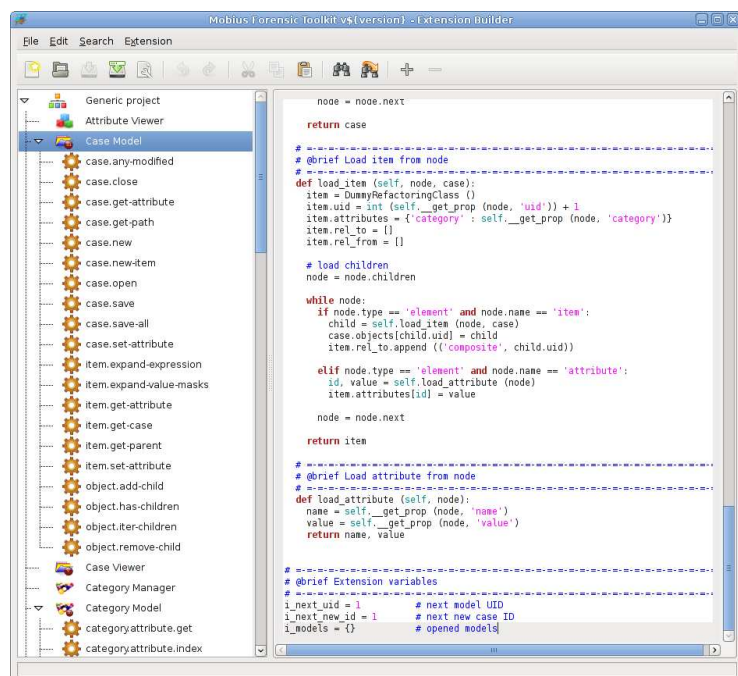 Mobius Forensic Toolkit v${version} - Extension Builder
File Edit Search Extension
Generic project
Attribute Viewer
Case Model
case.any-modified
case.close
case.get-attribute
case.get-path
case.new
case.new-item
case.open
case.save
case.save-all
case.set-attribute
item.expand-expression
item.expand-value-masks
item.get-attribute
item.get-case
item.get-parent
item.set-attribute
object.add-child
object.has-children
object.iter-children
object.remove-child
Case Viewer
Category Manager
Category Model
category.attribute.get
category.attribute.index
node = node.next
return case
# =-=-=-=-=-=-=-=-=-=-=-=-=-=-=-=-=-=-=-=-=-=-=-=-=-=-=-=-=-=
# @brief Load item from node
# =-=-=-=-=-=-=-=-=-=-=-=-=-=-=-=-=-=-=-=-=-=-=-=-=-=-=-=-=-=
def load_item (self, node, case):
item = DummyRefactoringClass ()
item.uid = int (self.__get_prop (node, 'uid')) + 1
item.attributes = {'category' : self.__get_prop (node, 'category')}
item.rel_to = []
item.rel_from = []
# load children
node = node.children
while node:
if node.type == 'element' and node.name == 'item':
child = self.load_item (node, case)
case.objects[child.uid] = child
item.rel_to.append (('composite', child.uid))
elif node.type == 'element' and node.name == 'attribute':
id, value = self.load_attribute (node)
item.attributes[id] = value
node = node.next
return item
# =-=-=-=-=-=-=-=-=-=-=-=-=-=-=-=-=-=-=-=-=-=-=-=-=-=-=-=-=-=
# @brief Load attribute from node
# =-=-=-=-=-=-=-=-=-=-=-=-=-=-=-=-=-=-=-=-=-=-=-=-=-=-=-=-=-=
def load_attribute (self, node):
name = self.__get_prop (node, 'name')
value = self.__get_prop (node, 'value')
return name, value
# =-=-=-=-=-=-=-=-=-=-=-=-=-=-=-=-=-=-=-=-=-=-=-=-=-=-=-=-=-=-=
# @brief Extension variables
# =-=-=-=-=-=-=-=-=-=-=-=-=-=-=-=-=-=-=-=-=-=-=-=-=-=-=-=-=-=-=
i_next_uid = 1 # next model UID
i_next_new_id = 1 # next new case ID
i_models = {} # opened models